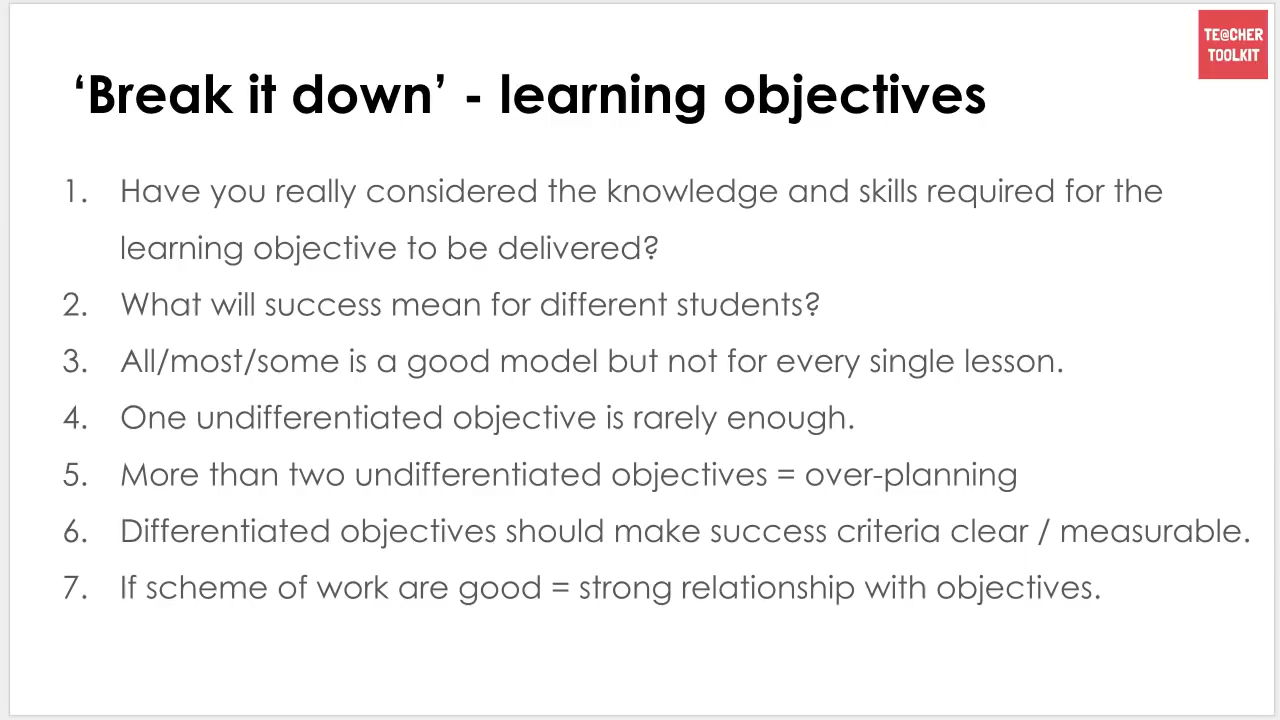 TE@CHER
TOOLKIT
‘Break it down’ - learning objectives
1. Have you really considered the knowledge and skills required for the
learning objective to be delivered?
2. What will success mean for different students?
3. All/most/some is a good model but not for every single lesson.
4. One undifferentiated objective is rarely enough.
5. More than two undifferentiated objectives = over-planning
6. Differentiated objectives should make success criteria clear / measurable.
7. If scheme of work are good = strong relationship with objectives.